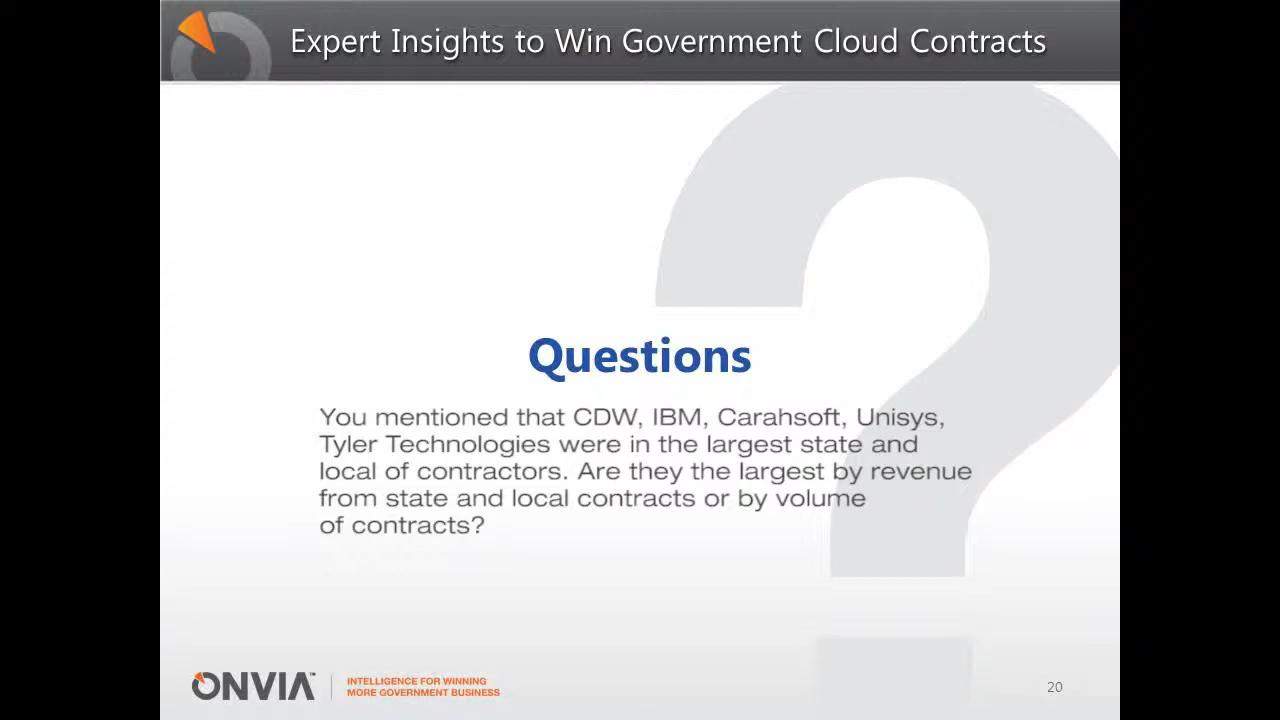 Expert Insights to Win Government Cloud Contracts
Questions
You mentioned that CDW, IBM, Carahsoft, Unisys,
Tyler Technologies were in the largest state and
local of contractors. Are they the largest by revenue
from state and local contracts or by volume
of contracts?
ONVIA™
INTELLIGENCE FOR WINNING
MORE GOVERNMENT BUSINESS
20